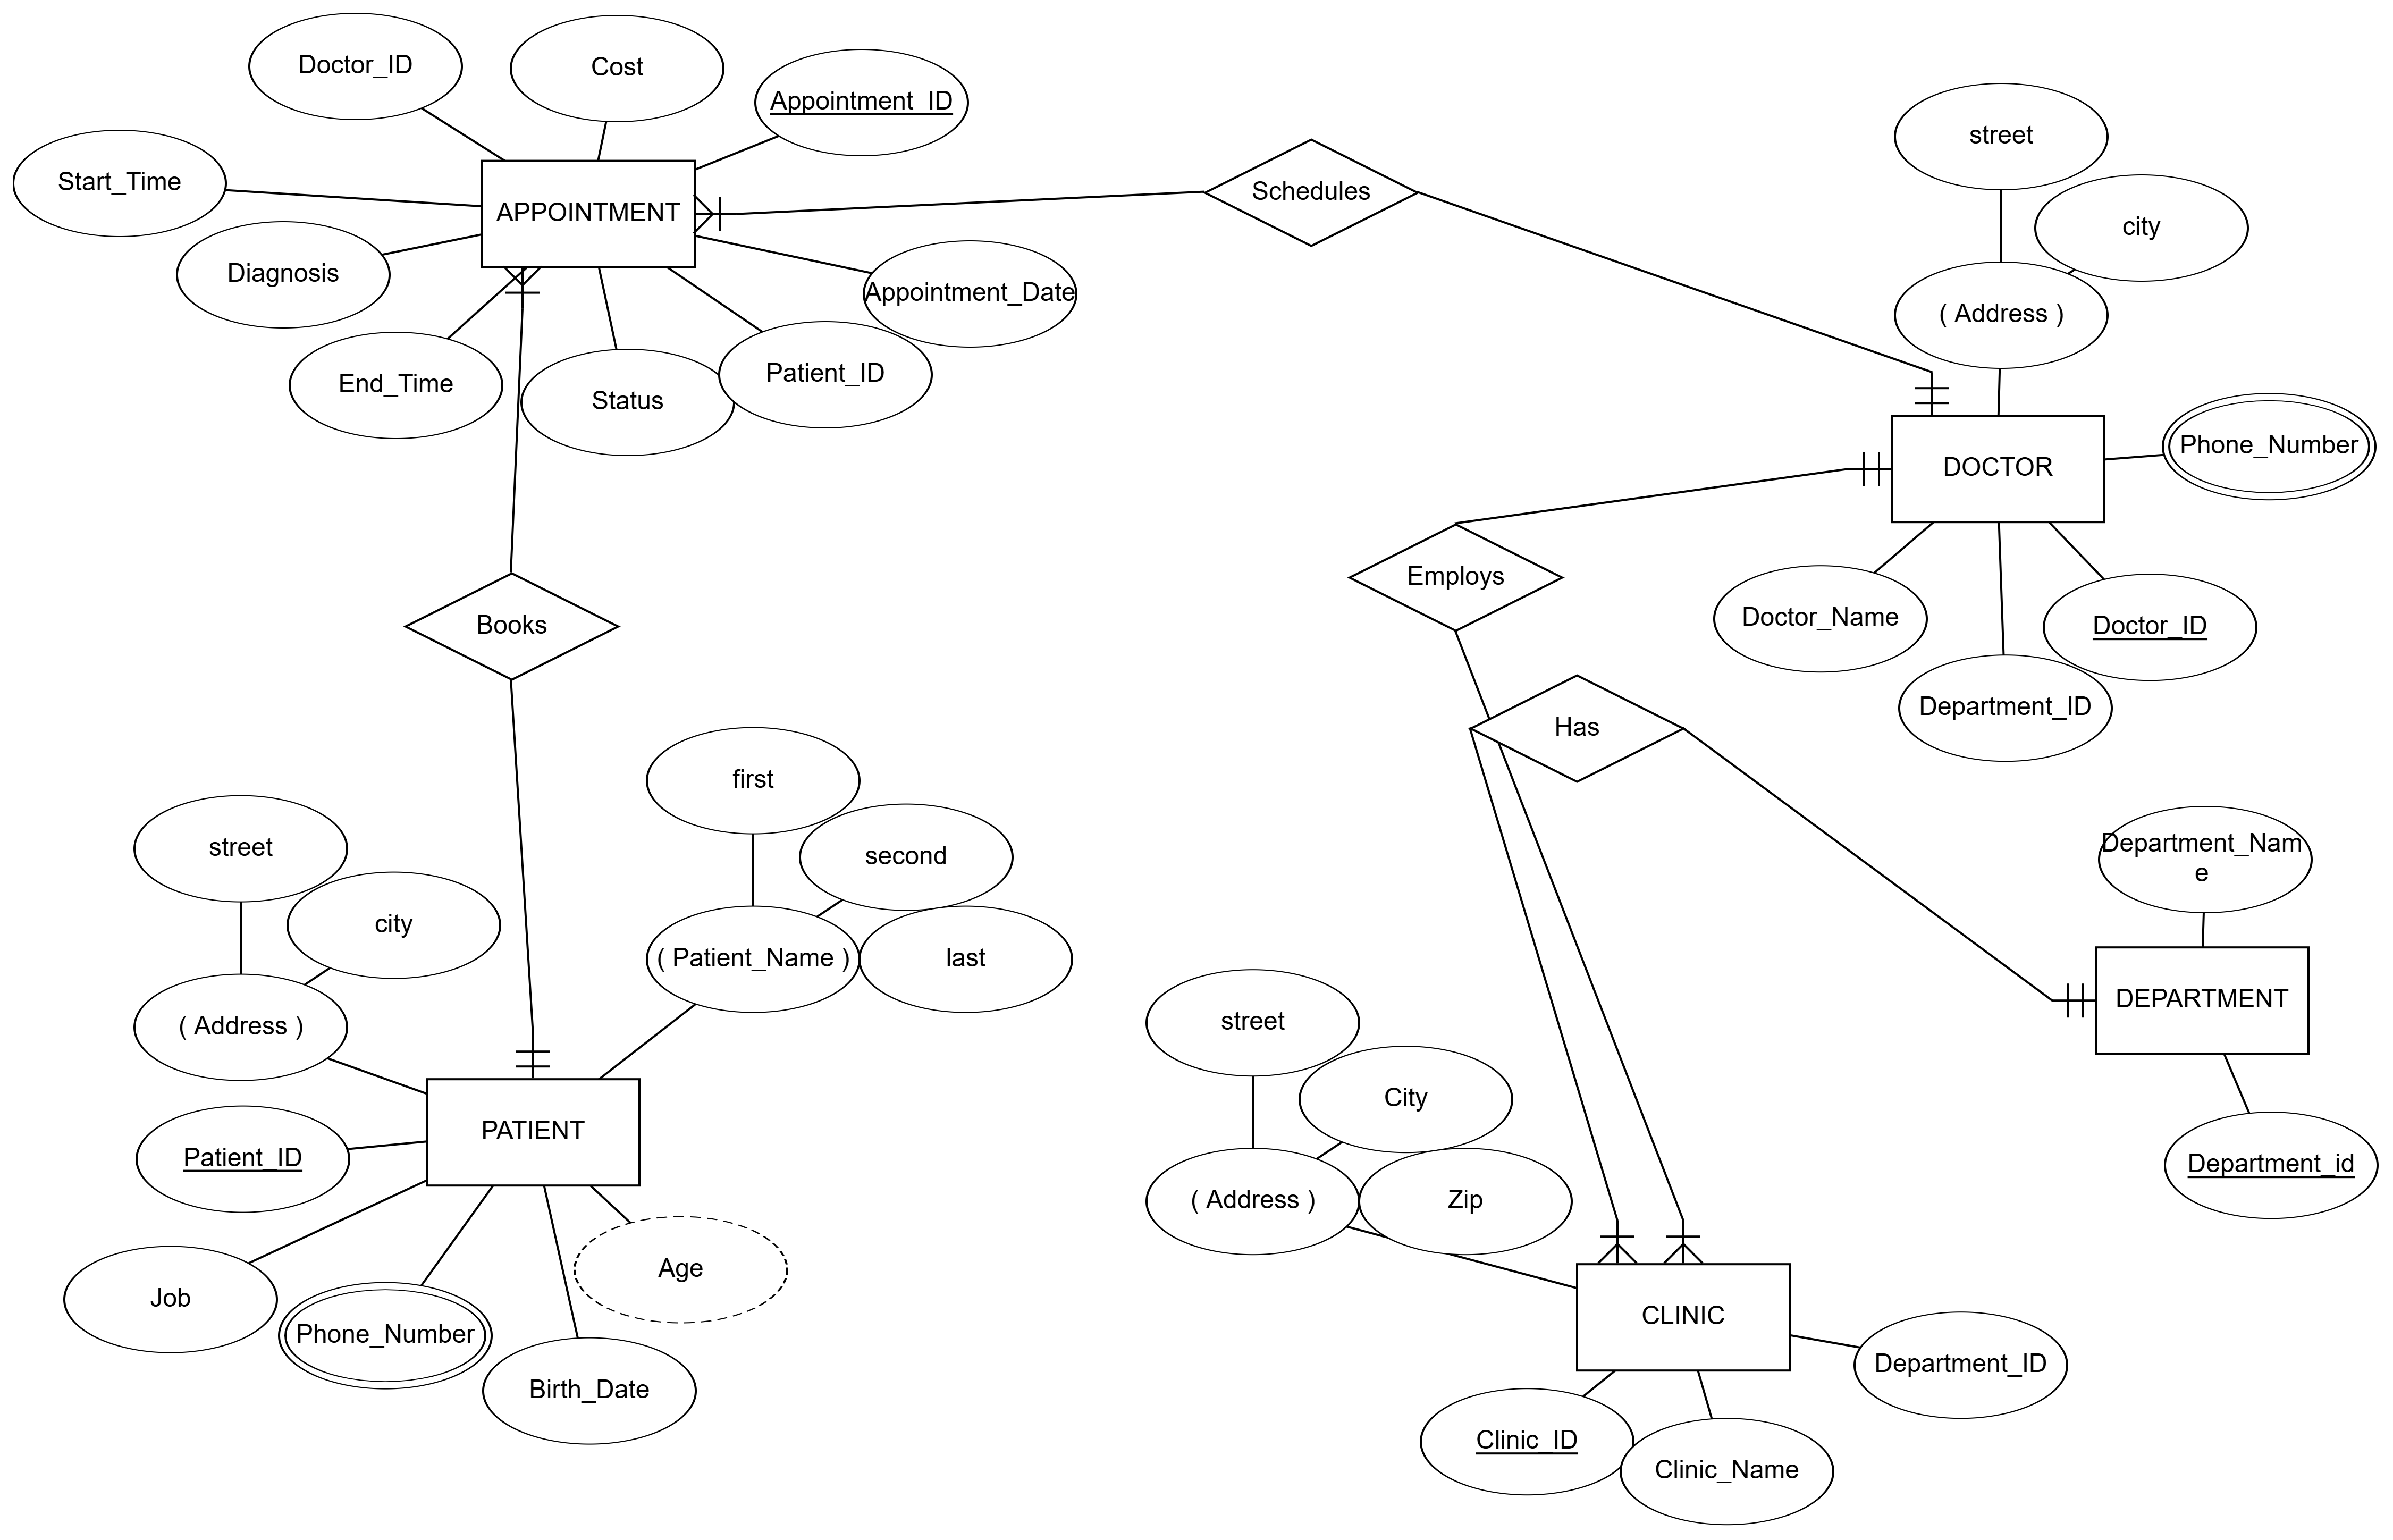 Doctor_ID
Cost
Appointment_ID
Start_Time
APPOINTMENT
Schedules
street
city
Diagnosis
Appointment_Date
( Address )
End_Time
Status
Patient_ID
Phone_Number
DOCTOR
Employs
Books
Doctor_Name
Doctor_ID
Department_ID
Has
first
street
second
Department_Nam
e
city
( Patient_Name )
last
( Address )
DEPARTMENT
street
City
PATIENT
Patient_ID
Department_id
( Address )
Zip
Age
Job
CLINIC
Phone_Number
Department_ID
Birth_Date
Clinic_ID
Clinic_Name